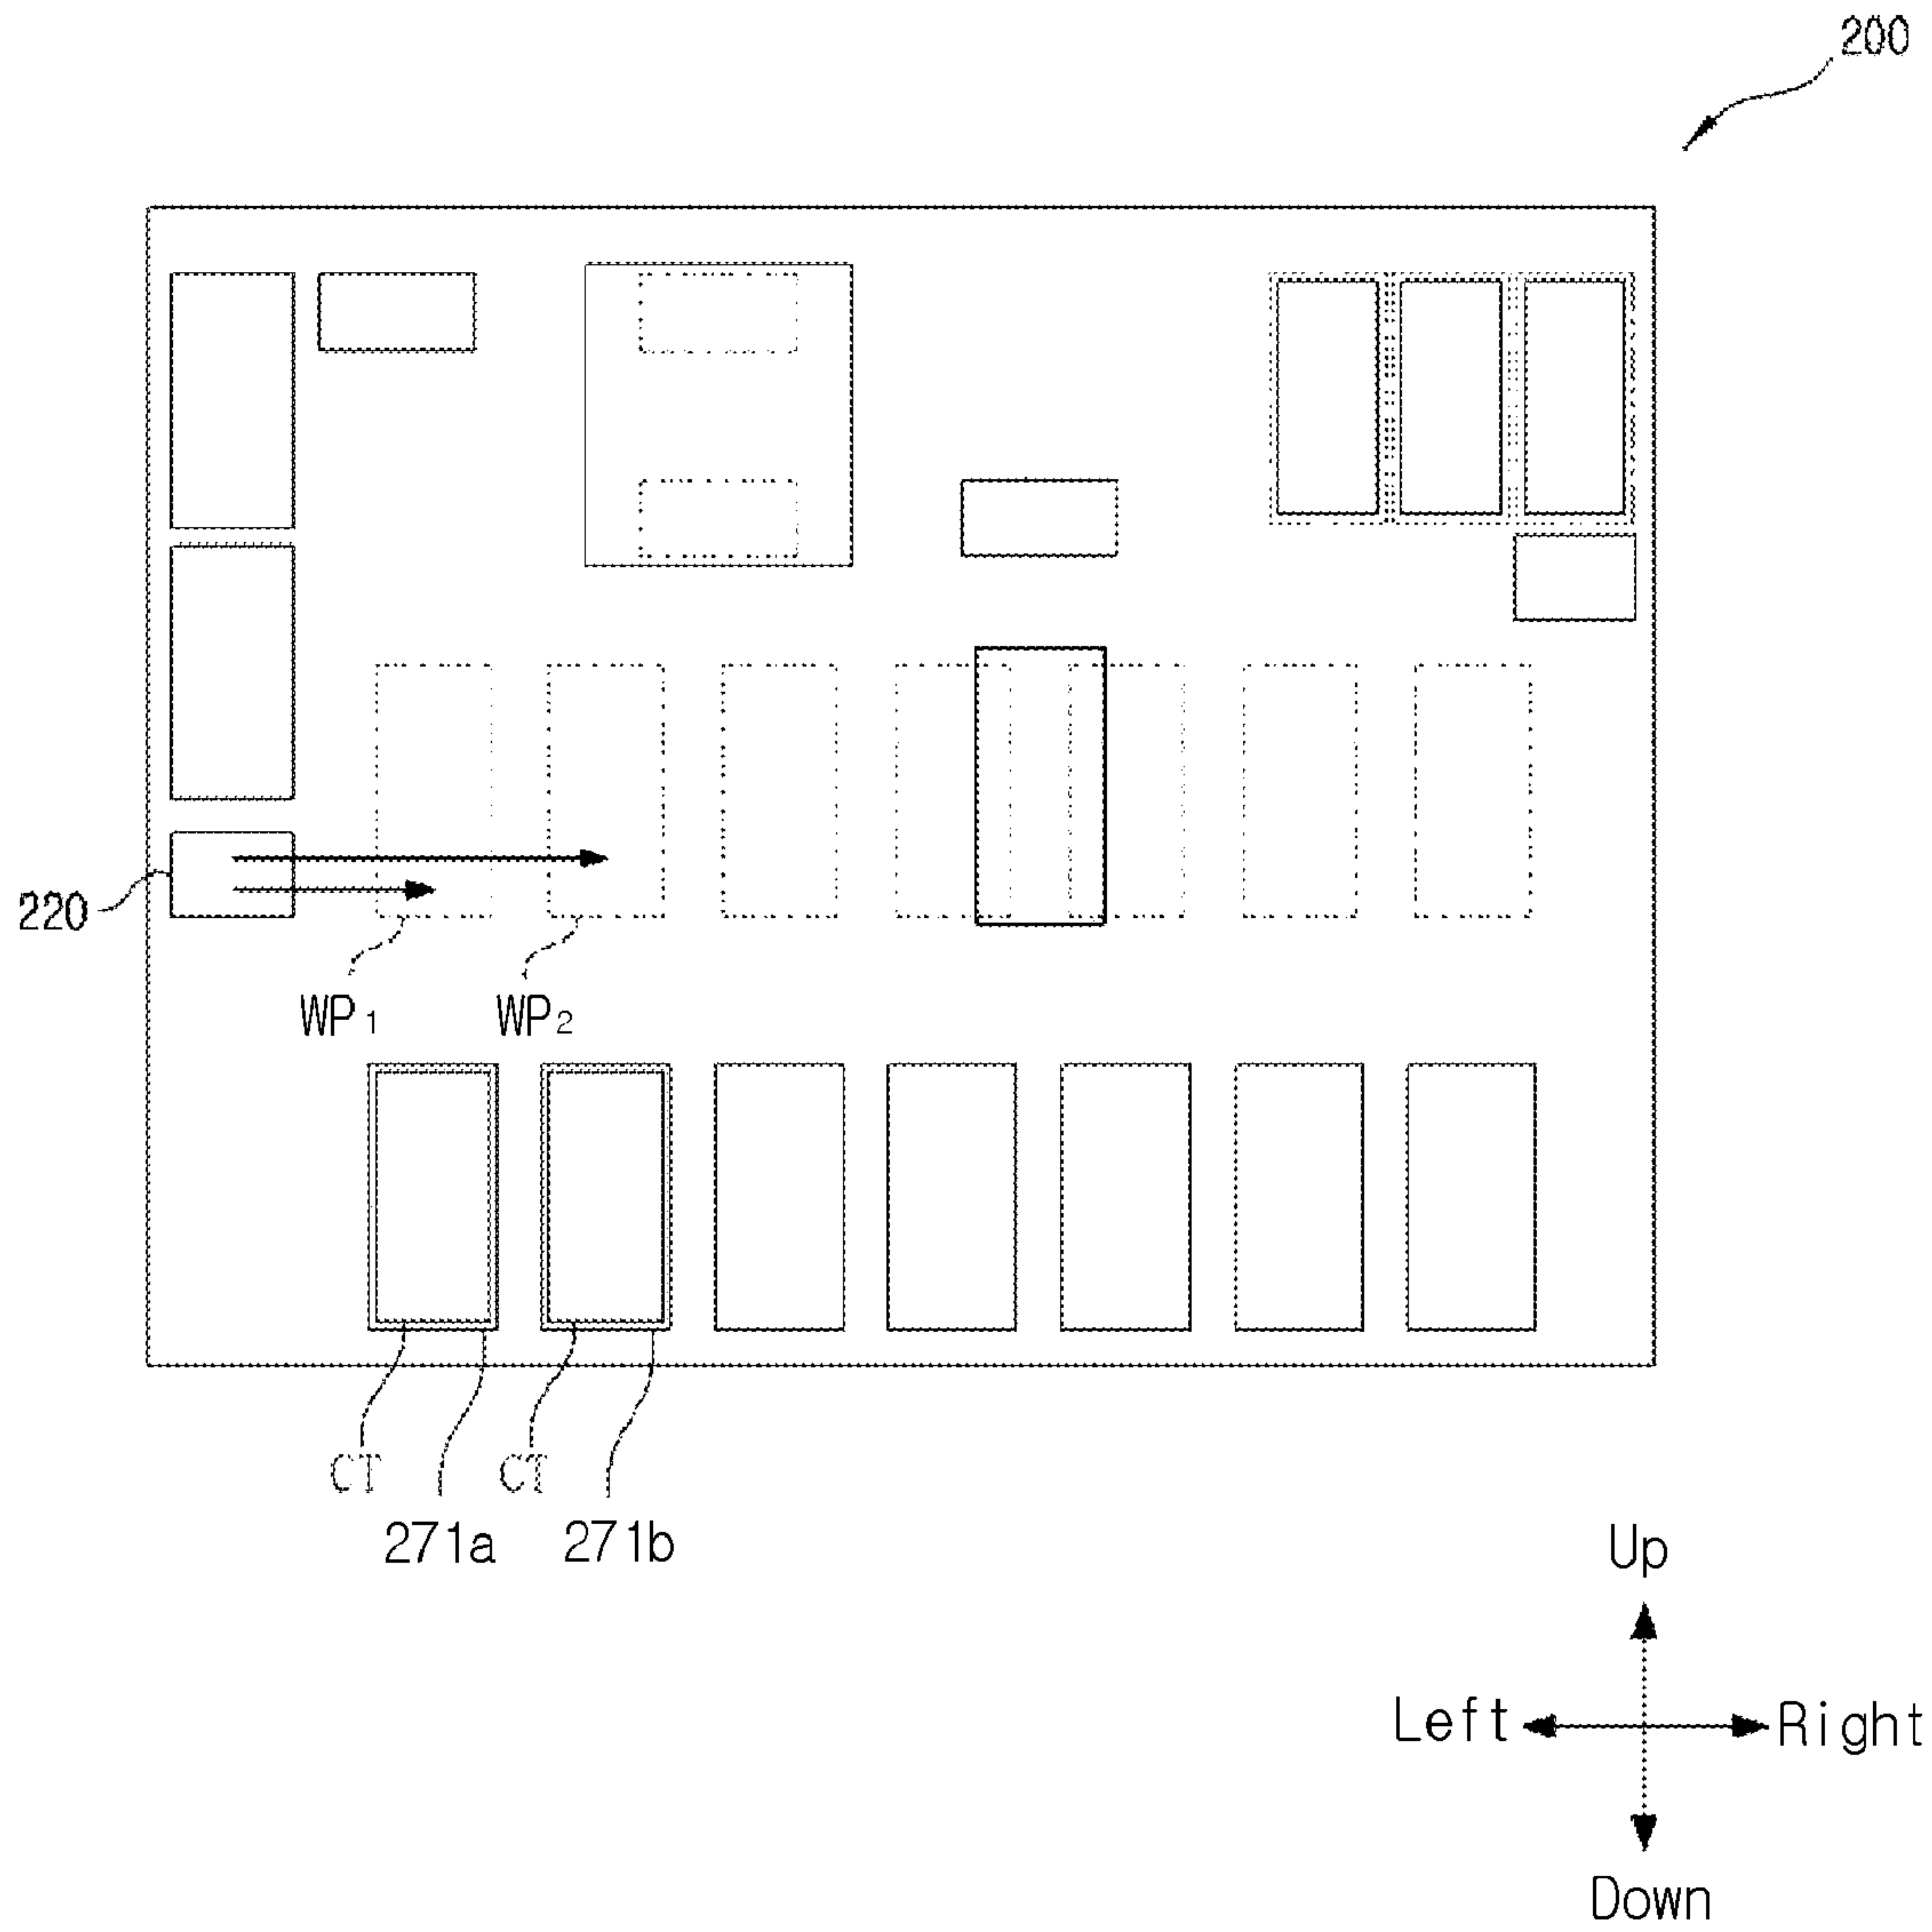 200
220
WP₁ WP₂
CT CT
271a 271b
Up
Left Right
Down